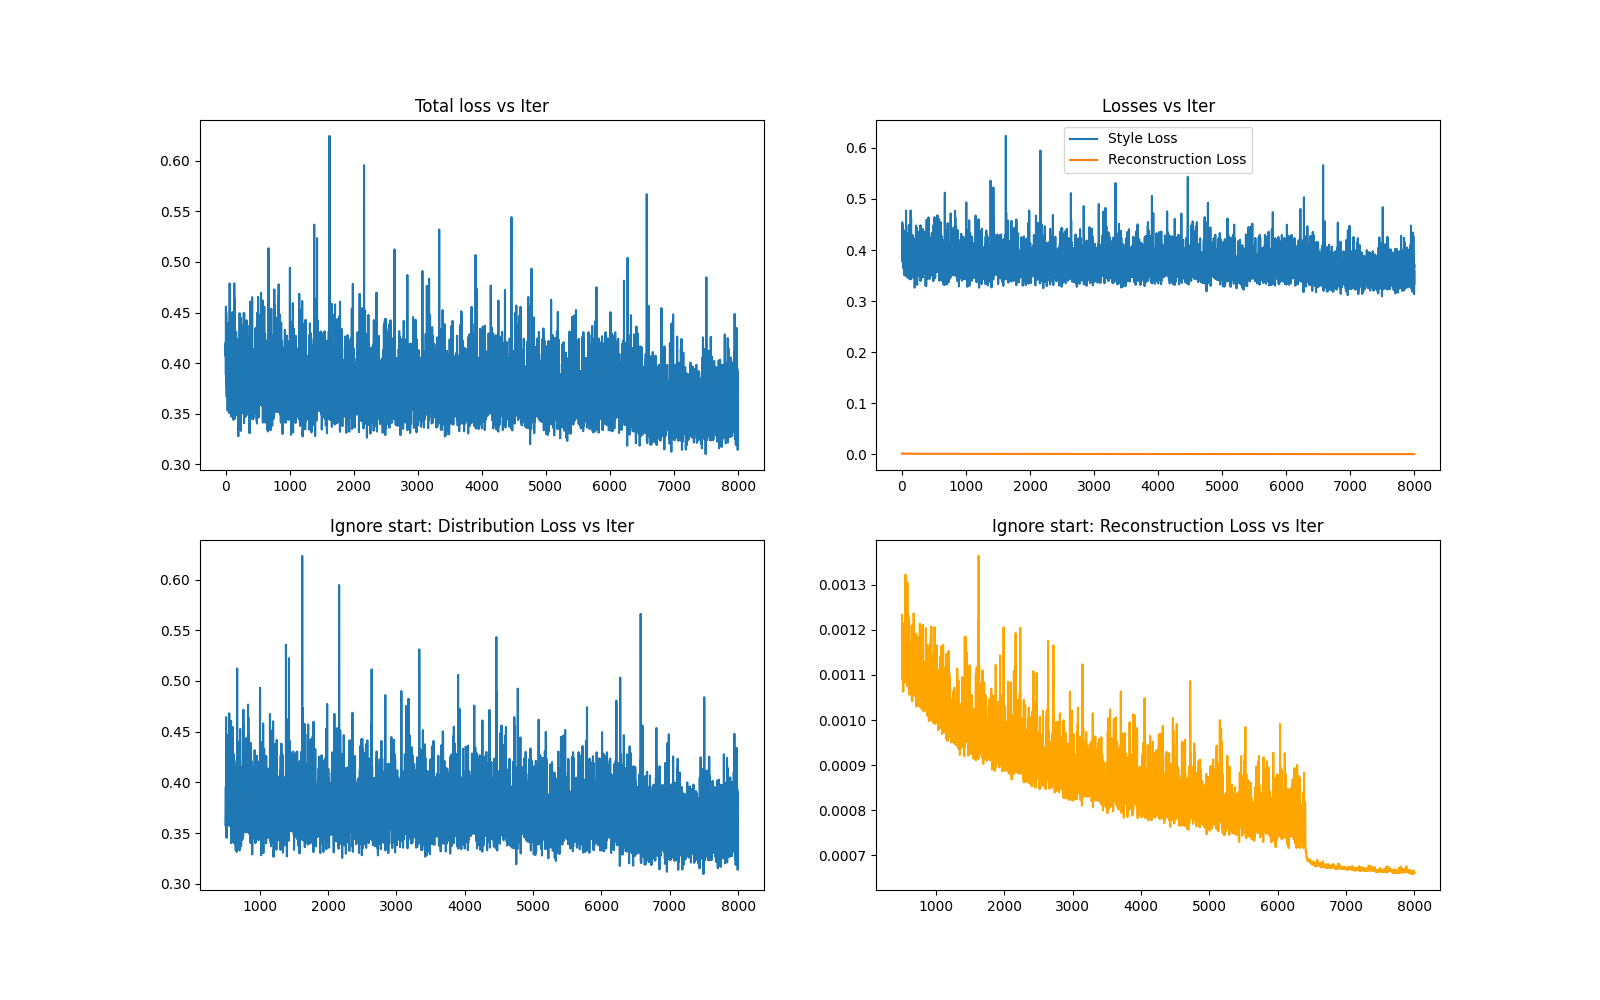 Total loss vs Iter
0.60
0.55
0.50
0.45
0.40
0.35
0.30
0 1000 2000 3000 4000 5000 6000 7000 8000
Losses vs Iter
Style Loss
Reconstruction Loss
0.6
0.5
0.4
0.3
0.2
0.1
0.0
0 1000 2000 3000 4000 5000 6000 7000 8000
Ignore start: Distribution Loss vs Iter
0.60
0.55
0.50
0.45
0.40
0.35
0.30
1000 2000 3000 4000 5000 6000 7000 8000
Ignore start: Reconstruction Loss vs Iter
0.0013
0.0012
0.0011
0.0010
0.0009
0.0008
0.0007
1000 2000 3000 4000 5000 6000 7000 8000